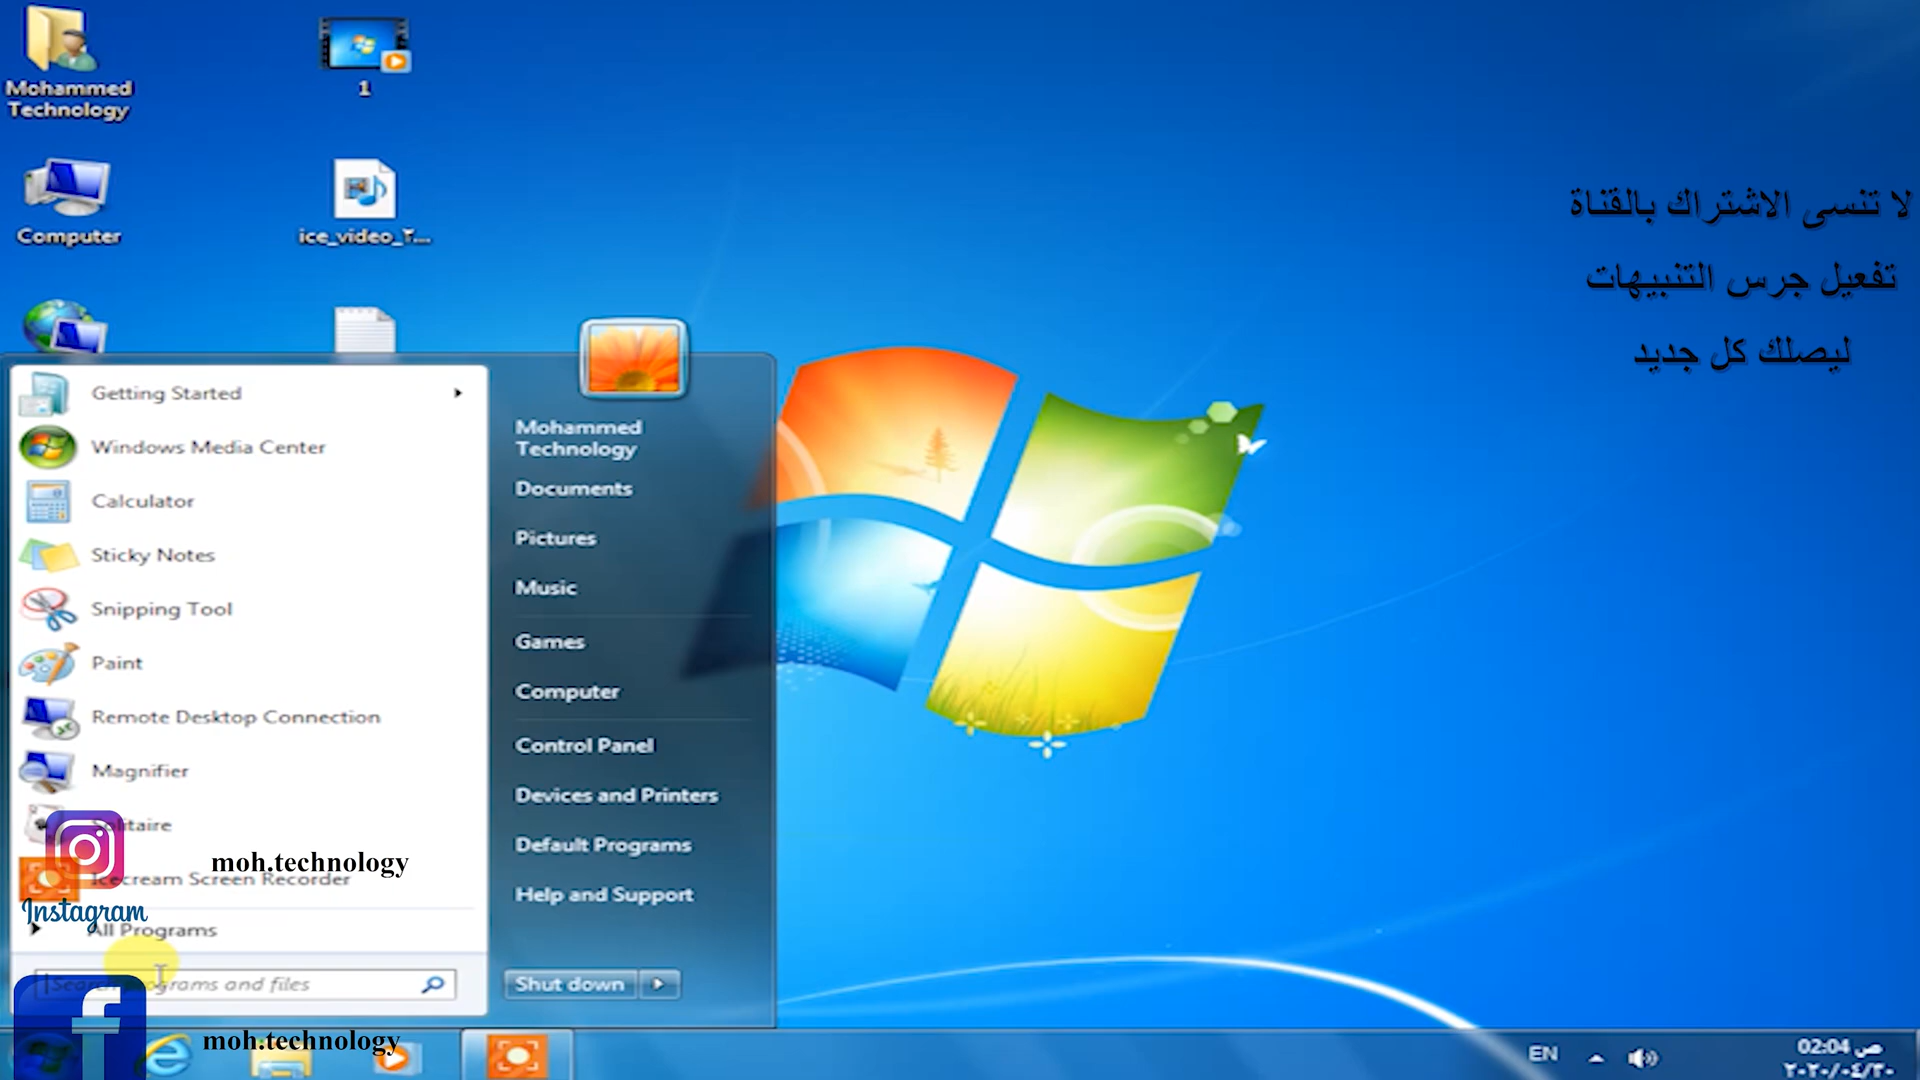 Mohammed
Technology
1
Computer
ice_video_٢...
لا تنسى الاشتراك بالقناة
تفعيل جرس التنبيهات
ليصلك كل جديد
Getting Started
Windows Media Center
Calculator
Sticky Notes
Snipping Tool
Paint
Remote Desktop Connection
Magnifier
Solitaire
moh.technology
Icecream Screen Recorder
Instagram
All Programs
Search programs and files
Mohammed
Technology
Documents
Pictures
Music
Games
Computer
Control Panel
Devices and Printers
Default Programs
Help and Support
Shut down
moh.technology
EN
02:04 ص
٢٠٢٠/٠٤/٣٠